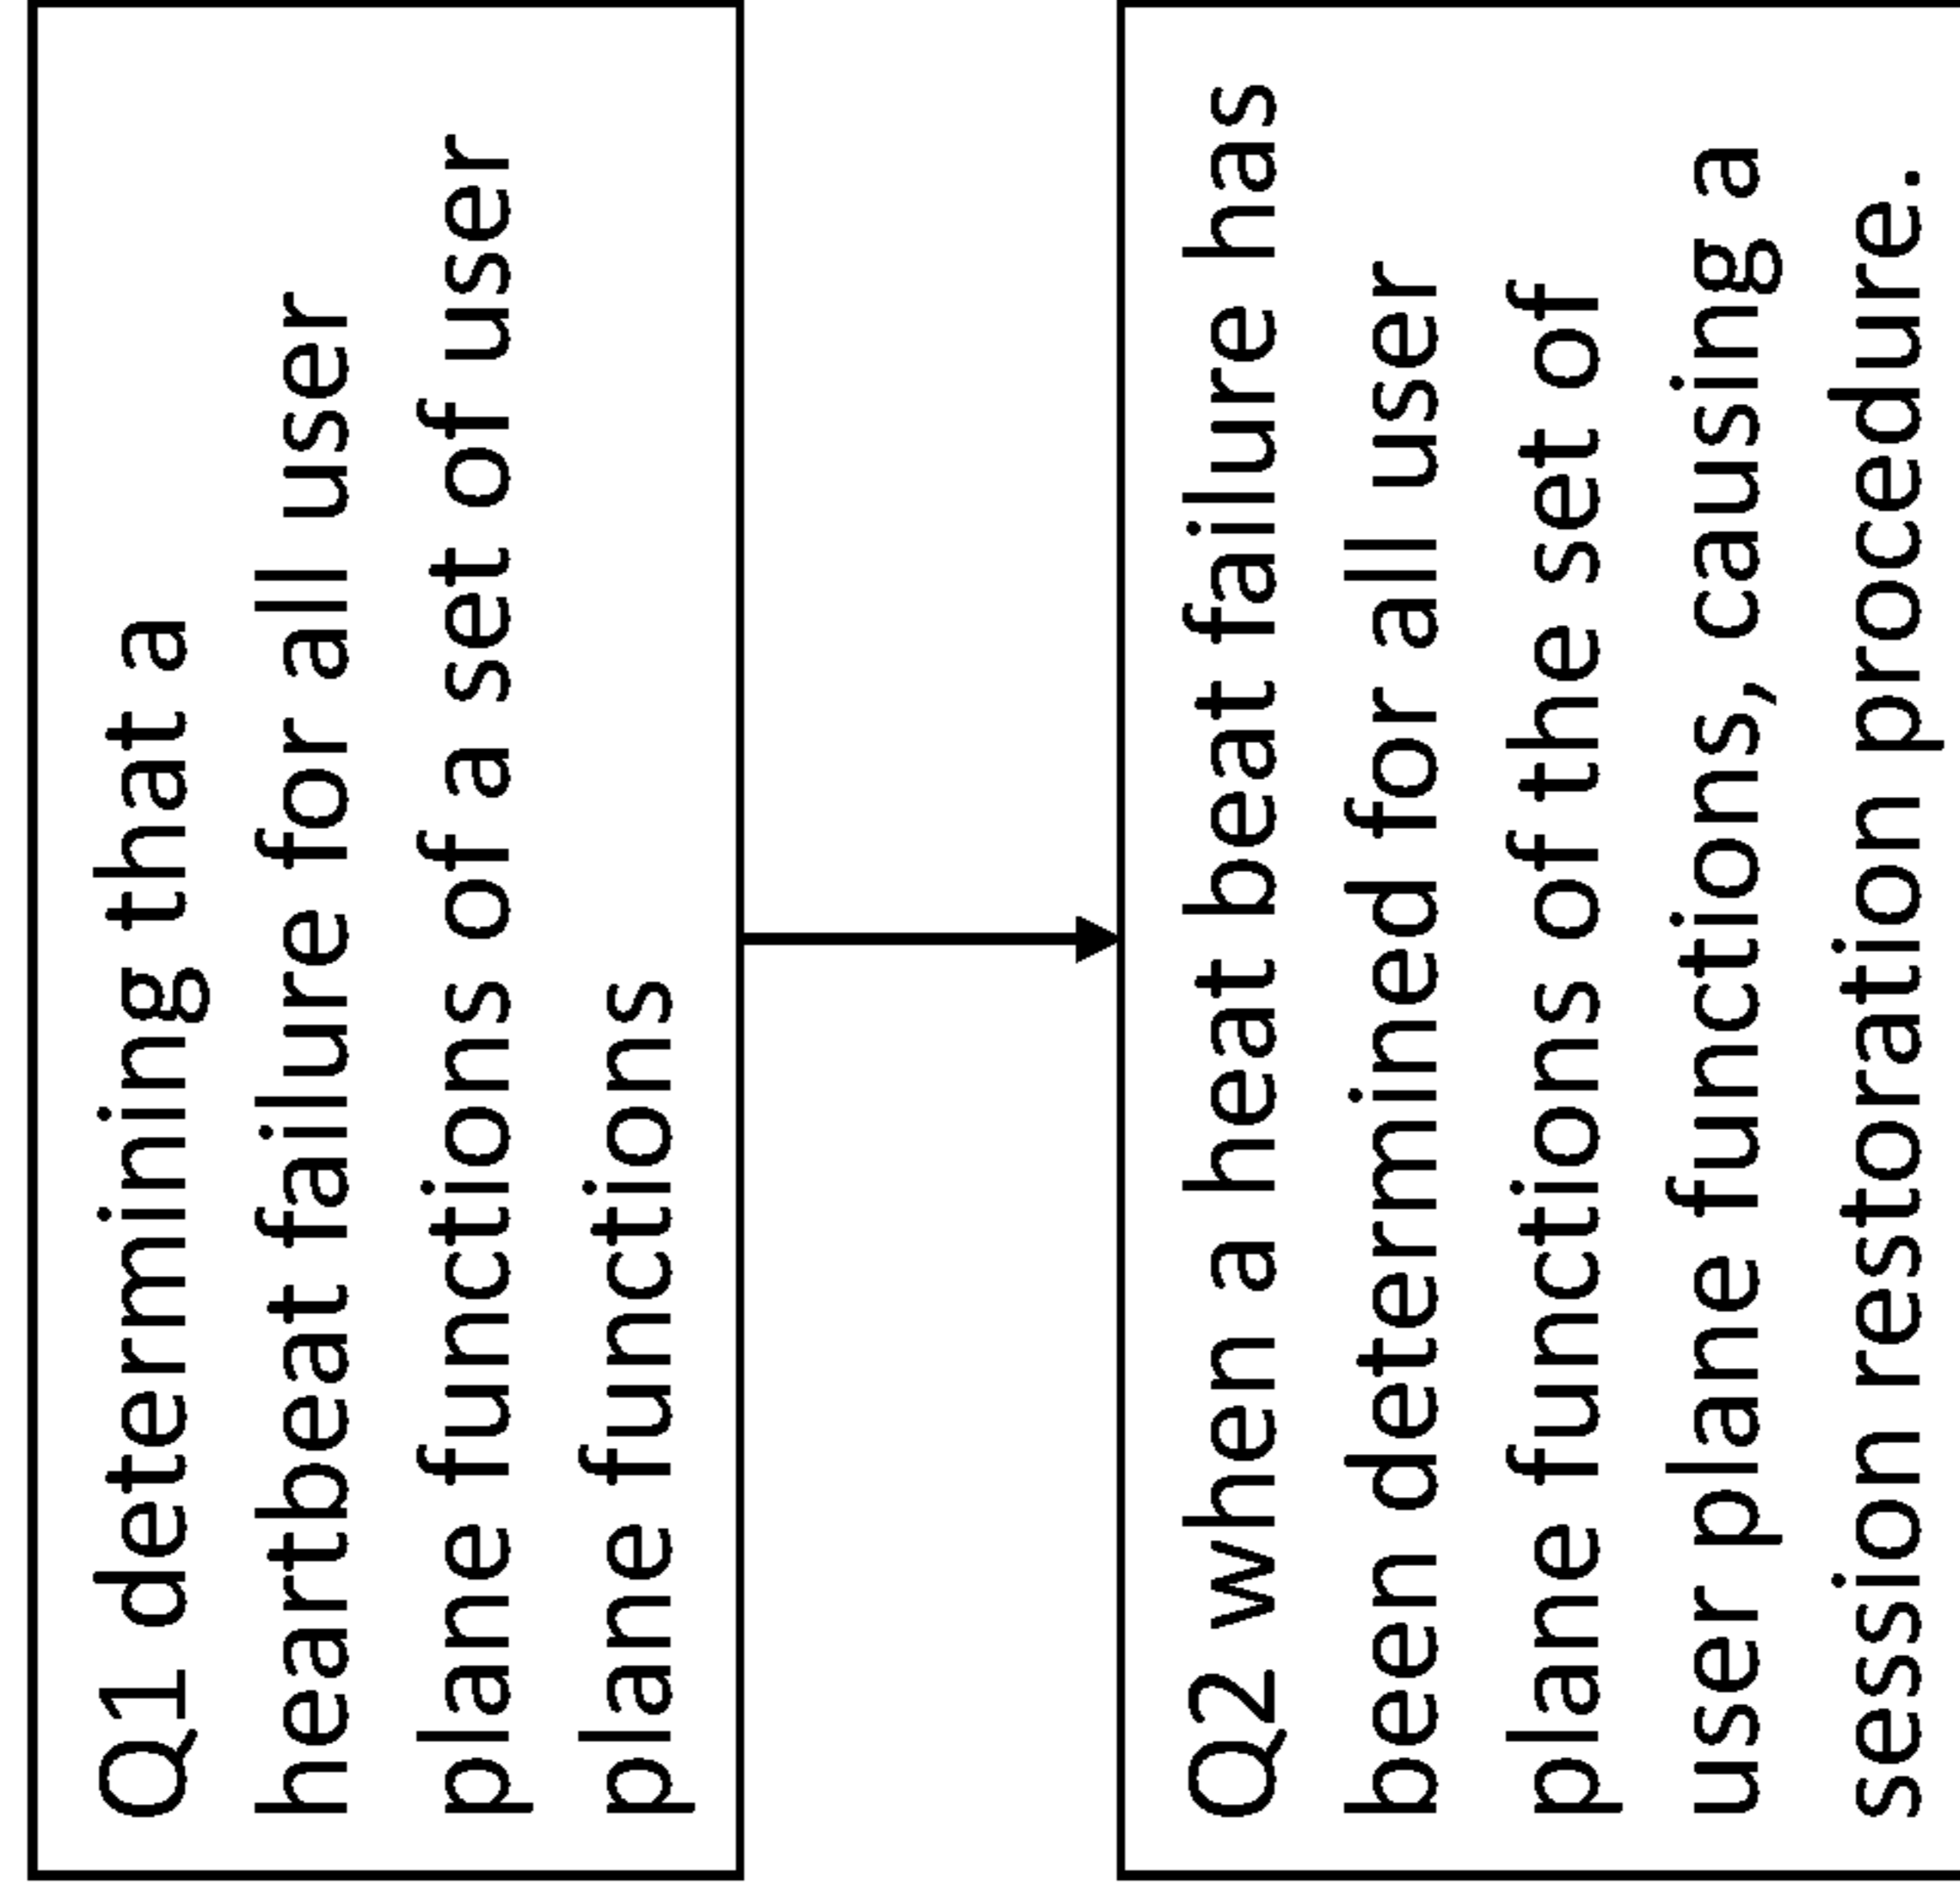 Q1 determining that a
heartbeat failure for all user
plane functions of a set of user
plane functions
Q2 when a heat beat failure has
been determined for all user
plane functions of the set of
user plane functions, causing a
session restoration procedure.